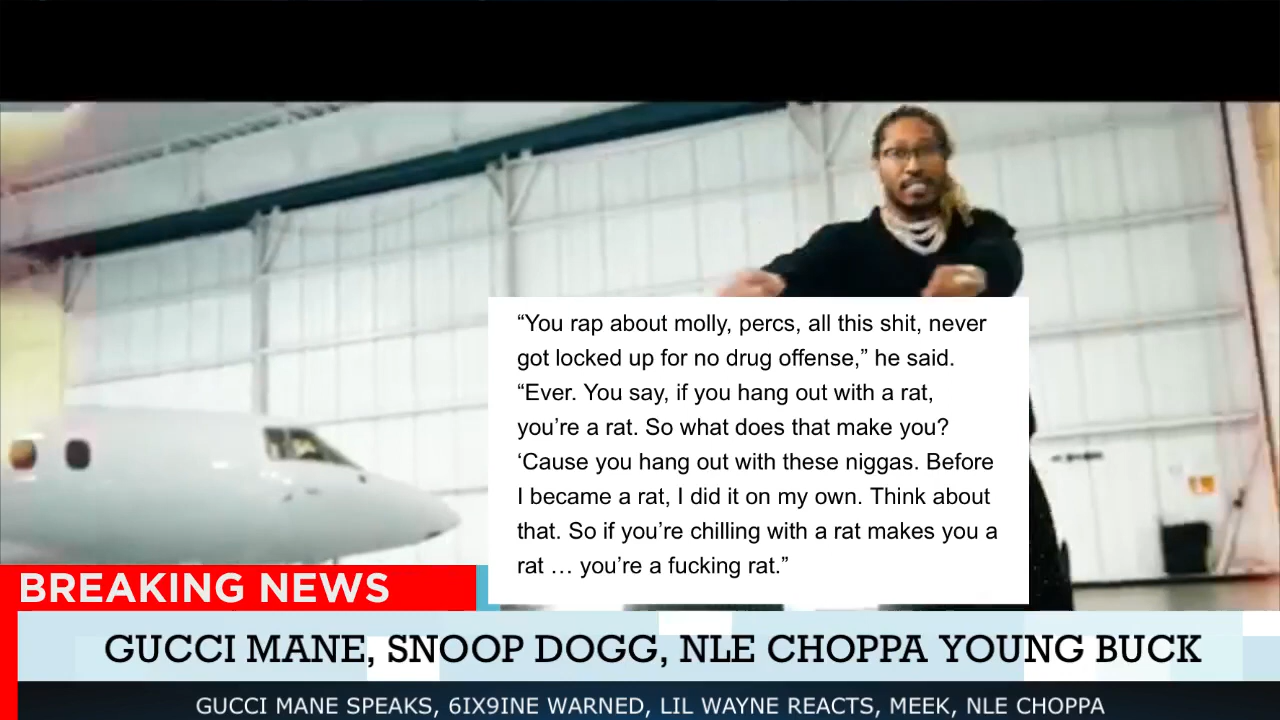 “You rap about molly, percs, all this shit, never
got locked up for no drug offense,” he said.
“Ever. You say, if you hang out with a rat,
you’re a rat. So what does that make you?
‘Cause you hang out with these niggas. Before
I became a rat, I did it on my own. Think about
that. So if you’re chilling with a rat makes you a
rat … you’re a fucking rat.”
BREAKING NEWS
GUCCI MANE, SNOOP DOGG, NLE CHOPPA YOUNG BUCK
GUCCI MANE SPEAKS, 6IX9INE WARNED, LIL WAYNE REACTS, MEEK, NLE CHOPPA